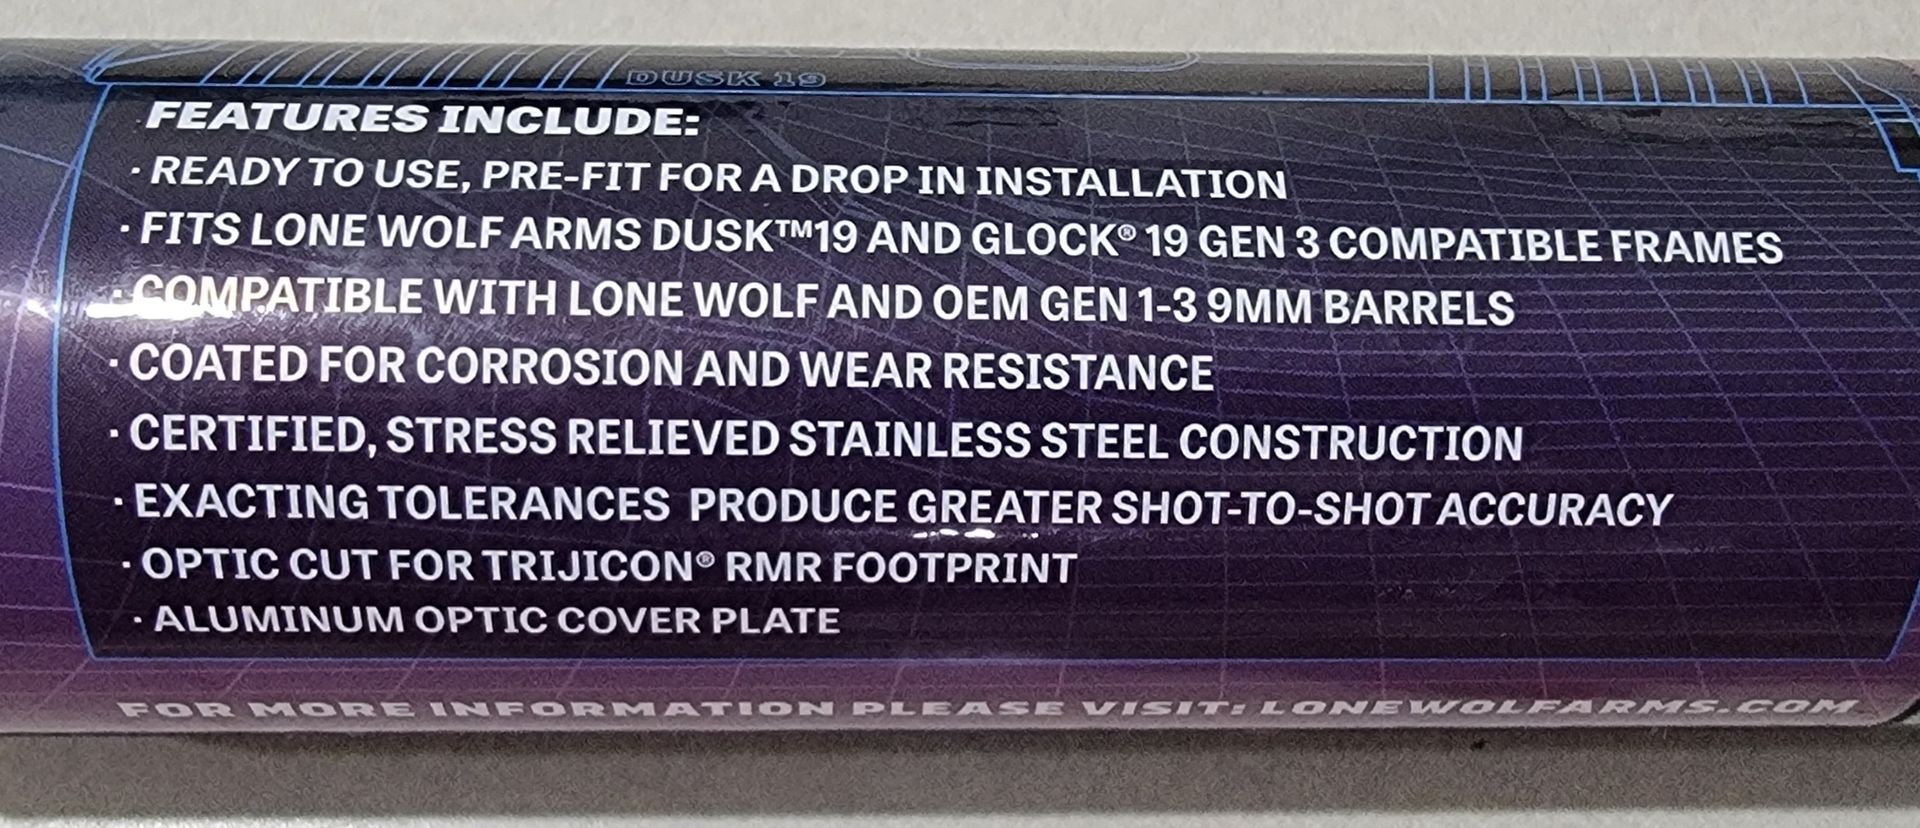 DUSK 19
FEATURES INCLUDE:
· READY TO USE, PRE-FIT FOR A DROP IN INSTALLATION
· FITS LONE WOLF ARMS DUSK™19 AND GLOCK® 19 GEN 3 COMPATIBLE FRAMES
· COMPATIBLE WITH LONE WOLF AND OEM GEN 1-3 9MM BARRELS
· COATED FOR CORROSION AND WEAR RESISTANCE
· CERTIFIED, STRESS RELIEVED STAINLESS STEEL CONSTRUCTION
· EXACTING TOLERANCES PRODUCE GREATER SHOT-TO-SHOT ACCURACY
· OPTIC CUT FOR TRIJICON® RMR FOOTPRINT
· ALUMINUM OPTIC COVER PLATE
FOR MORE INFORMATION PLEASE VISIT: LONEWOLFARMS.COM